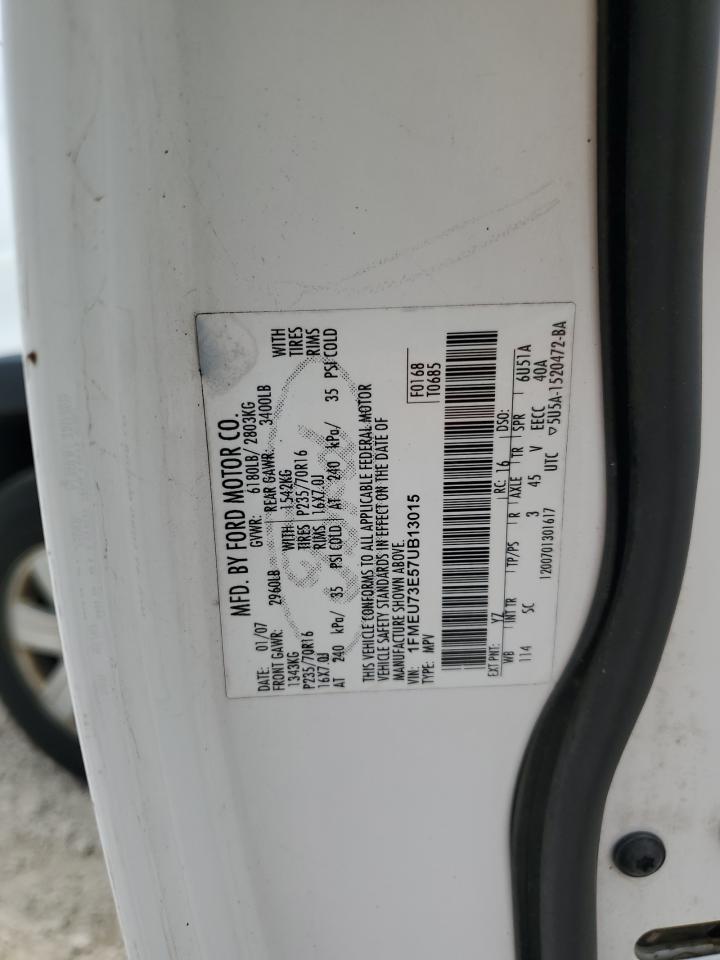 MFD. BY FORD MOTOR CO.
DATE: 01/07 GVWR: 6180LB/ 2803KG
FRONT GAWR: 2960LB REAR GAWR: 3400LB
1343KG WITH 1542KG WITH
P235/70R16 TIRES P235/70R16 TIRES
16X7.0J RIMS 16X7.0J RIMS
AT 240 kPa/ 35 PSI COLD AT 240 kPa/ 35 PSI COLD
THIS VEHICLE CONFORMS TO ALL APPLICABLE FEDERAL MOTOR
VEHICLE SAFETY STANDARDS IN EFFECT ON THE DATE OF
MANUFACTURE SHOWN ABOVE.
VIN: 1FMEU73E57UB13015 F0168
TYPE: MPV T0685
EXT PNT: YZ RC: 16 DSO:
WB INT TR TP/PS R AXLE TR SPR 6U51A
114 5C 3 45 V EECC 40A
1200701301617 UTC ▽5U5A-1520472-BA